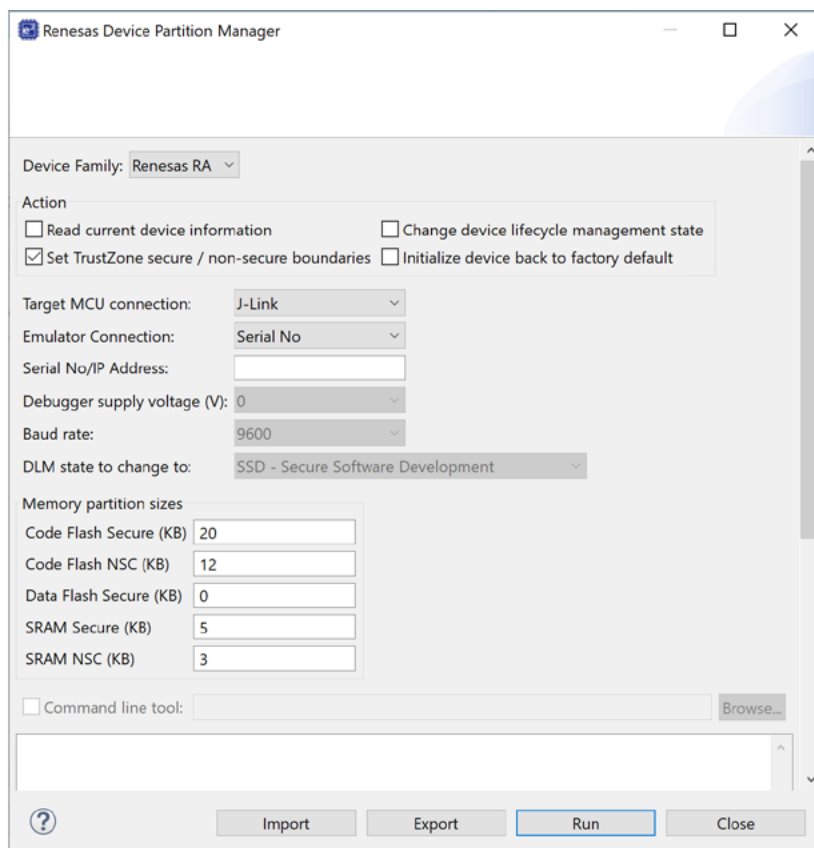 Renesas Device Partition Manager
Device Family: Renesas RA
Action
Read current device information
Change device lifecycle management state
Set TrustZone secure / non-secure boundaries
Initialize device back to factory default
Target MCU connection: J-Link
Emulator Connection: Serial No
Serial No/IP Address:
Debugger supply voltage (V): 0
Baud rate: 9600
DLM state to change to: SSD - Secure Software Development
Memory partition sizes
Code Flash Secure (KB) 20
Code Flash NSC (KB) 12
Data Flash Secure (KB) 0
SRAM Secure (KB) 5
SRAM NSC (KB) 3
Command line tool: Browse...
? Import Export Run Close